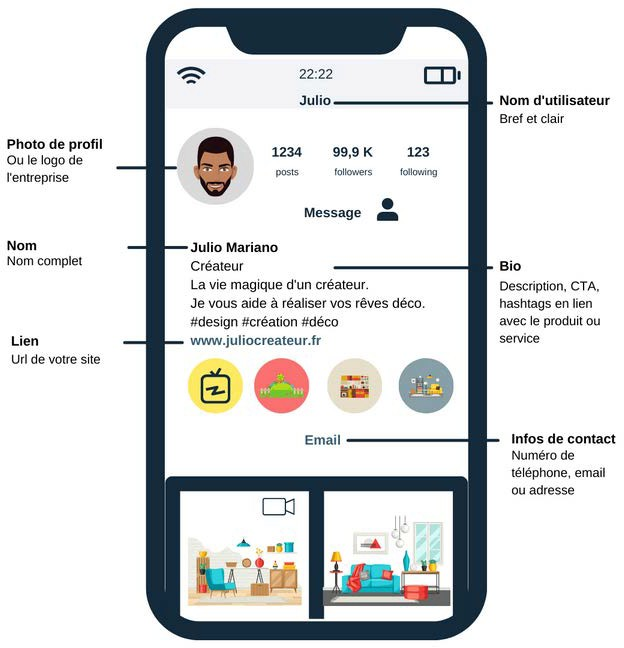 22:22
Julio
Nom d'utilisateur
Bref et clair
Photo de profil
Ou le logo de
l'entreprise
1234
99,9 K
123
posts
followers
following
Message
Nom
Nom complet
Julio Mariano
Créateur
La vie magique d'un créateur.
Je vous aide à réaliser vos rêves déco.
#design #création #déco
www.juliocreateur.fr
Bio
Description, CTA,
hashtags en lien
avec le produit ou
service
Lien
Url de votre site
Email
Infos de contact
Numéro de
téléphone, email
ou adresse